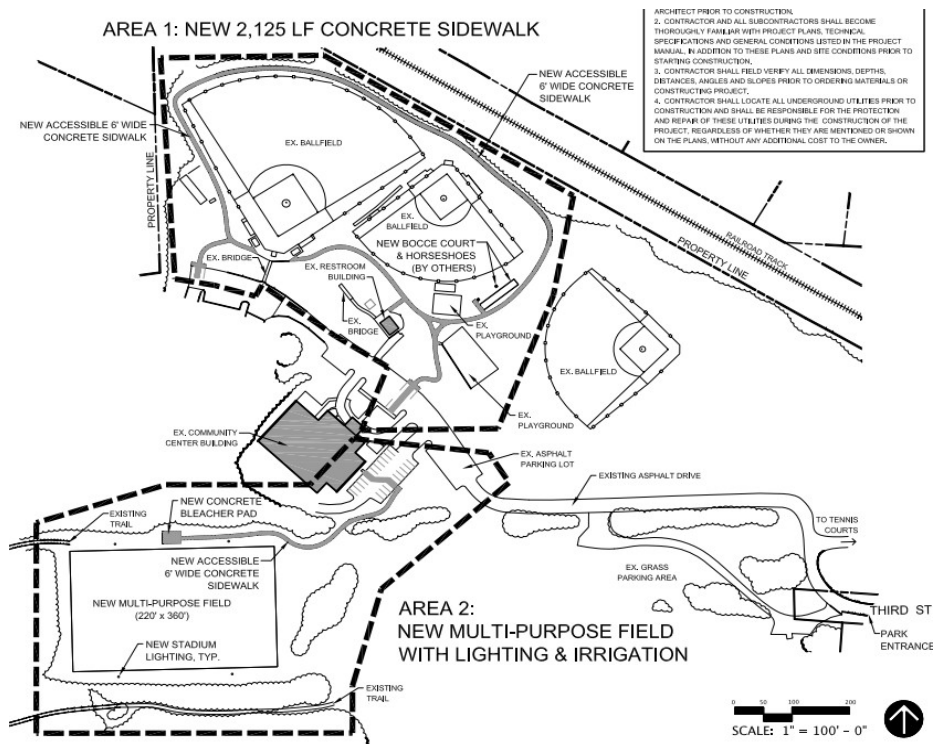 AREA 1: NEW 2,125 LF CONCRETE SIDEWALK
ARCHITECT PRIOR TO CONSTRUCTION.
2. CONTRACTOR AND ALL SUBCONTRACTORS SHALL BECOME
THOROUGHLY FAMILIAR WITH PROJECT PLANS, TECHNICAL
SPECIFICATIONS AND GENERAL CONDITIONS LISTED IN THE PROJECT
MANUAL, IN ADDITION TO THESE PLANS AND SITE CONDITIONS PRIOR TO
STARTING CONSTRUCTION.
3. CONTRACTOR SHALL FIELD VERIFY ALL DIMENSIONS, DEPTHS,
DISTANCES, ANGLES AND SLOPES PRIOR TO ORDERING MATERIALS OR
CONSTRUCTING PROJECT.
4. CONTRACTOR SHALL LOCATE ALL UNDERGROUND UTILITIES PRIOR TO
CONSTRUCTION AND SHALL BE RESPONSIBLE FOR THE PROTECTION
AND REPAIR OF THESE UTILITIES DURING THE CONSTRUCTION OF THE
PROJECT, REGARDLESS OF WHETHER THEY ARE MENTIONED OR SHOWN
ON THE PLANS, WITHOUT ANY ADDITIONAL COST TO THE OWNER.
NEW ACCESSIBLE
6' WIDE CONCRETE
SIDEWALK
NEW ACCESSIBLE 6' WIDE
CONCRETE SIDWALK
EX. BALLFIELD
PROPERTY LINE
EX.
BALLFIELD
NEW BOCCE COURT
& HORSESHOES
(BY OTHERS)
RAILROAD TRACK
PROPERTY LINE
EX. BRIDGE
EX. RESTROOM
BUILDING
EX.
BRIDGE
EX.
PLAYGROUND
EX. BALLFIELD
EX.
PLAYGROUND
EX. COMMUNITY
CENTER BUILDING
EX. ASPHALT
PARKING LOT
EXISTING ASPHALT DRIVE
NEW CONCRETE
BLEACHER PAD
EXISTING
TRAIL
TO TENNIS
COURTS
NEW ACCESSIBLE
6' WIDE CONCRETE
SIDEWALK
EX. GRASS
PARKING AREA
NEW MULTI-PURPOSE FIELD
(220' x 360')
AREA 2:
NEW MULTI-PURPOSE FIELD
WITH LIGHTING & IRRIGATION
THIRD ST
PARK
ENTRANCE
NEW STADIUM
LIGHTING, TYP.
EXISTING
TRAIL
0 50 100 200
SCALE: 1" = 100' - 0"